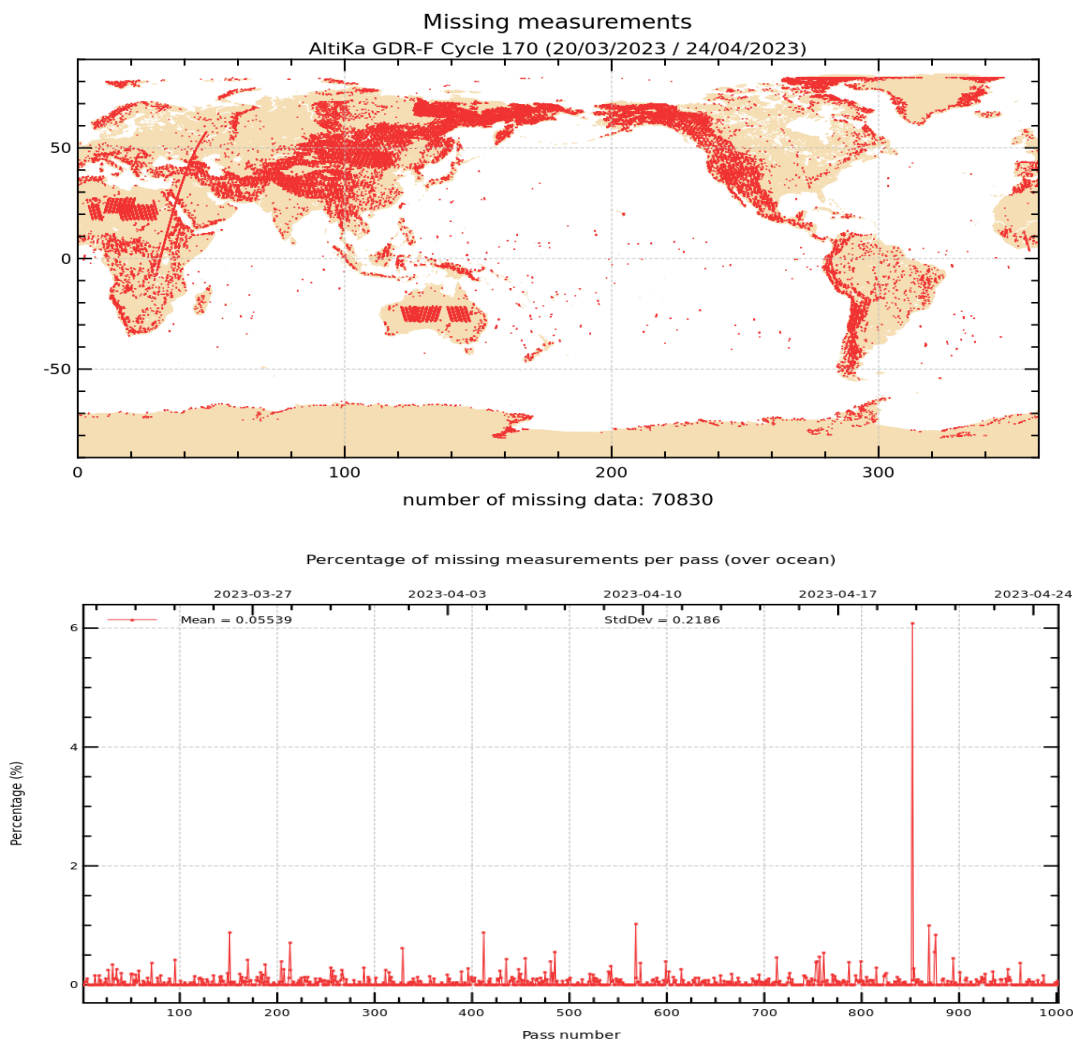 Missing measurements
AltiKa GDR-F Cycle 170 (20/03/2023 / 24/04/2023)
50
0
-50
0 100 200 300
number of missing data: 70830
Percentage of missing measurements per pass (over ocean)
2023-03-27 2023-04-03 2023-04-10 2023-04-17 2023-04-24
Mean = 0.05539 StdDev = 0.2186
6
4
2
0
Percentage (%)
100 200 300 400 500 600 700 800 900 1000
Pass number